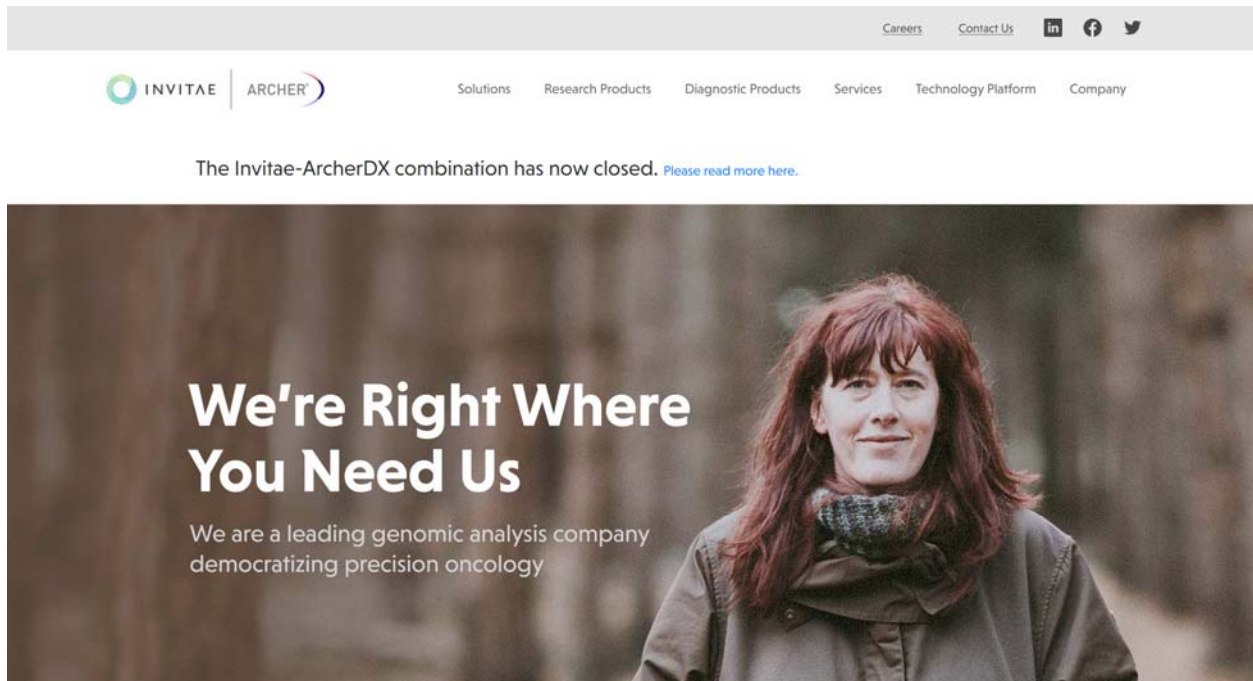 Careers Contact Us
INVITAE ARCHER®
Solutions Research Products Diagnostic Products Services Technology Platform Company
The Invitae-ArcherDX combination has now closed. Please read more here.
We're Right Where
You Need Us
We are a leading genomic analysis company
democratizing precision oncology